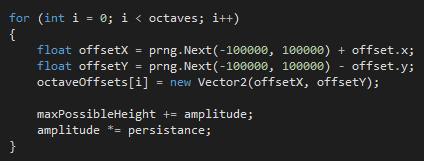 for (int i = 0; i < octaves; i++)
{
    float offsetX = prng.Next(-100000, 100000) + offset.x;
    float offsetY = prng.Next(-100000, 100000) - offset.y;
    octaveOffsets[i] = new Vector2(offsetX, offsetY);

    maxPossibleHeight += amplitude;
    amplitude *= persistance;
}